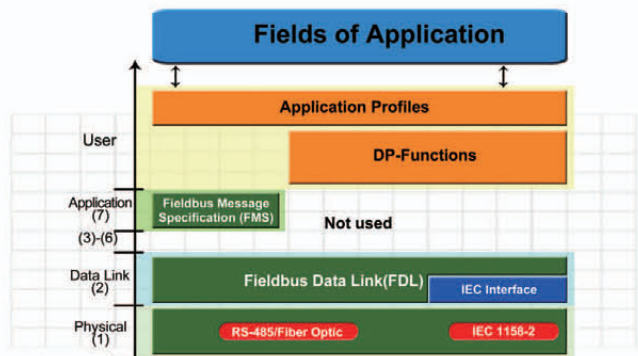 Fields of Application
Application Profiles
User
DP-Functions
Application
(7)
Fieldbus Message
Specification (FMS)
Not used
(3)-(6)
Data Link
(2)
Fieldbus Data Link(FDL)
IEC Interface
Physical
(1)
RS-485/Fiber Optic
IEC 1158-2